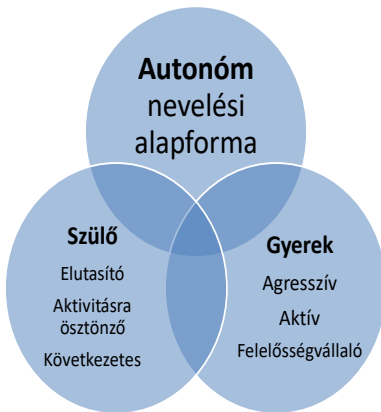 Autonóm
nevelési
alapforma
Szülő
Elutasító
Aktivitásra
ösztönző
Következetes
Gyerek
Agresszív
Aktív
Felelősségvállaló